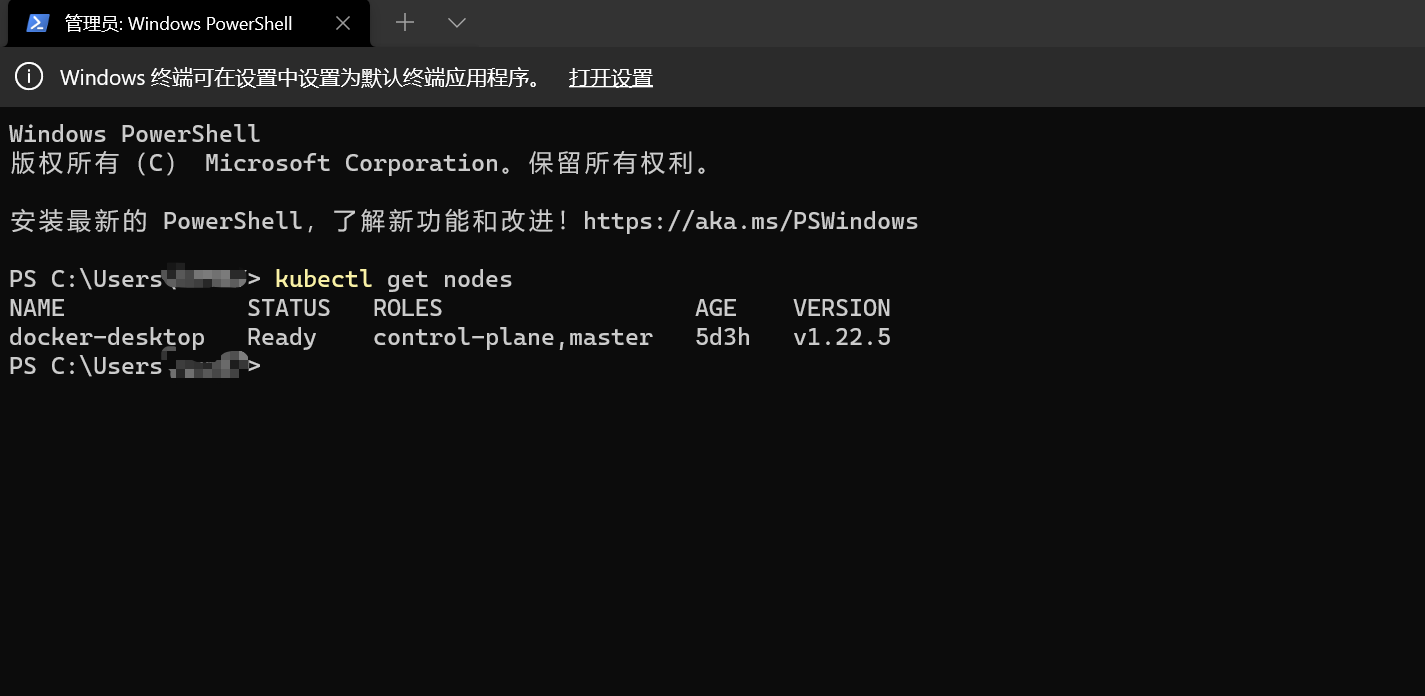 管理员: Windows PowerShell
Windows 终端可在设置中设置为默认终端应用程序。 打开设置
Windows PowerShell
版权所有 (C) Microsoft Corporation。保留所有权利。
安装最新的 PowerShell，了解新功能和改进！https://aka.ms/PSWindows
PS C:\Users\ > kubectl get nodes
NAME STATUS ROLES AGE VERSION
docker-desktop Ready control-plane,master 5d3h v1.22.5
PS C:\Users >